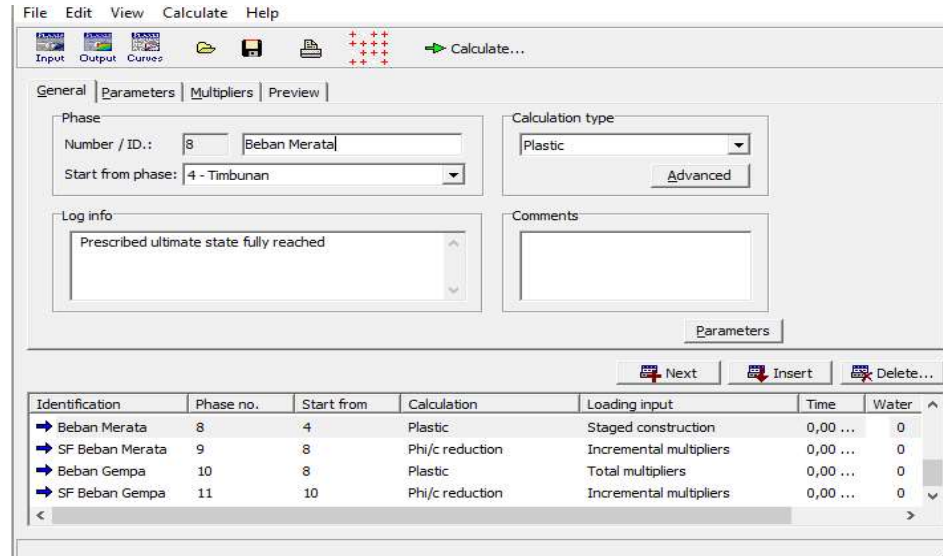 File Edit View Calculate Help
Input Output Curves Calculate...
General Parameters Multipliers Preview
Phase
Number / ID.: 8 Beban Merata
Start from phase: 4 - Timbunan
Calculation type
Plastic
Advanced
Log info
Prescribed ultimate state fully reached
Comments
Parameters
Next Insert Delete...
Identification Phase no. Start from Calculation Loading input Time Water
Beban Merata 8 4 Plastic Staged construction 0,00 ... 0
SF Beban Merata 9 8 Phi/c reduction Incremental multipliers 0,00 ... 0
Beban Gempa 10 8 Plastic Total multipliers 0,00 ... 0
SF Beban Gempa 11 10 Phi/c reduction Incremental multipliers 0,00 ... 0